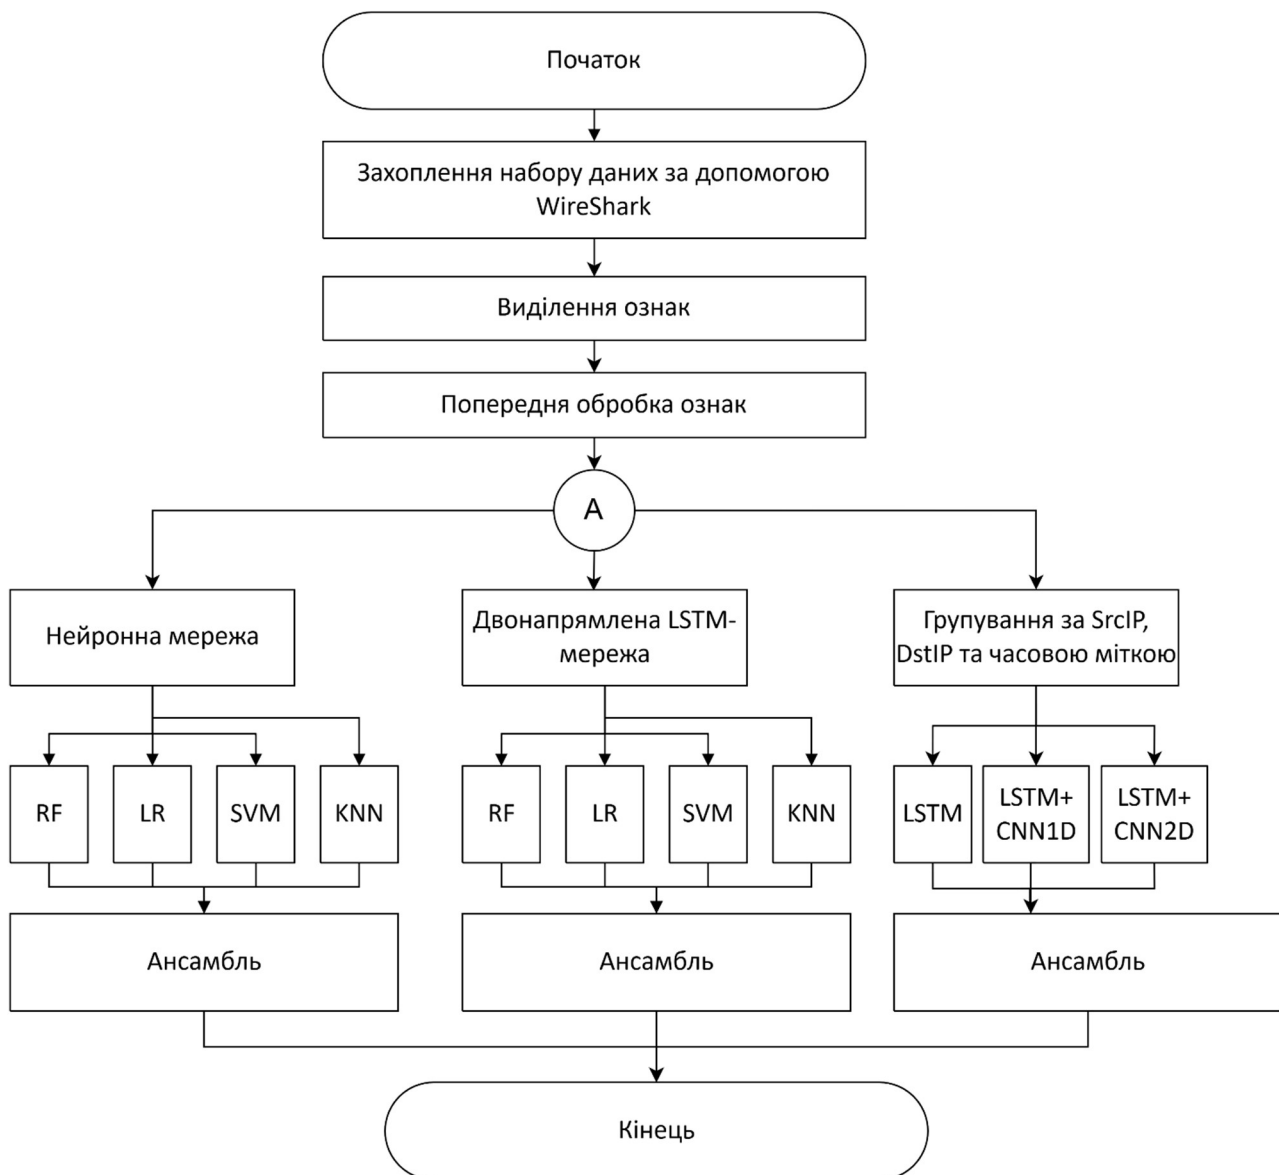 Початок
Захоплення набору даних за допомогою
WireShark
Виділення ознак
Попередня обробка ознак
A
Нейронна мережа
Двонапрямлена LSTM-
мережа
Групування за SrcIP,
DstIP та часовою міткою
RF
LR
SVM
KNN
RF
LR
SVM
KNN
LSTM
LSTM+
CNN1D
LSTM+
CNN2D
Ансамбль
Ансамбль
Ансамбль
Кінець